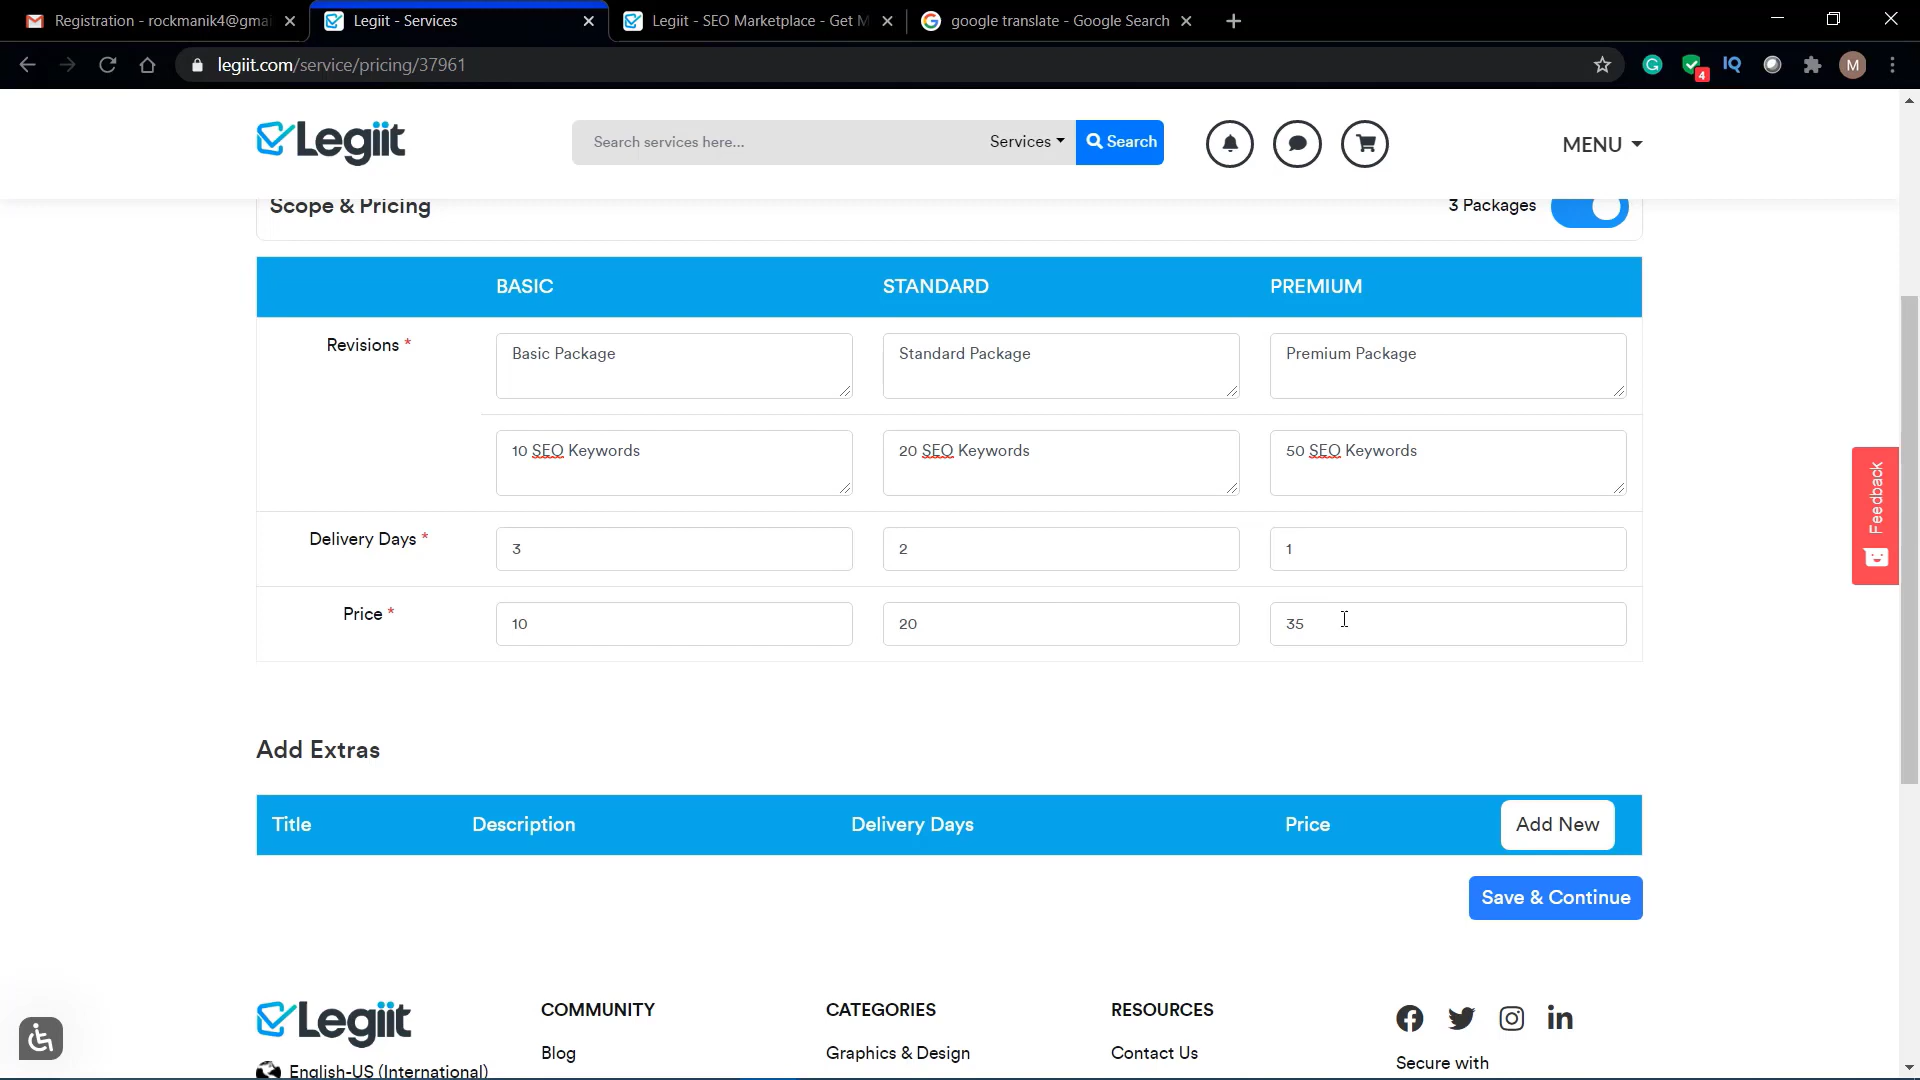 Registration - rockmanik4@gmai
Legiit - Services
Legiit - SEO Marketplace - Get M
google translate - Google Search
legiit.com/service/pricing/37961
4
IQ
M
Legiit
Search services here...
Services
Search
MENU
Scope & Pricing
3 Packages
BASIC
STANDARD
PREMIUM
Revisions *
Basic Package
Standard Package
Premium Package
10 SEO Keywords
20 SEO Keywords
50 SEO Keywords
Delivery Days *
3
2
1
Price *
10
20
35
Feedback
Add Extras
Title
Description
Delivery Days
Price
Add New
Save & Continue
Legiit
COMMUNITY
CATEGORIES
RESOURCES
Blog
Graphics & Design
Contact Us
Secure with
English-US (International)